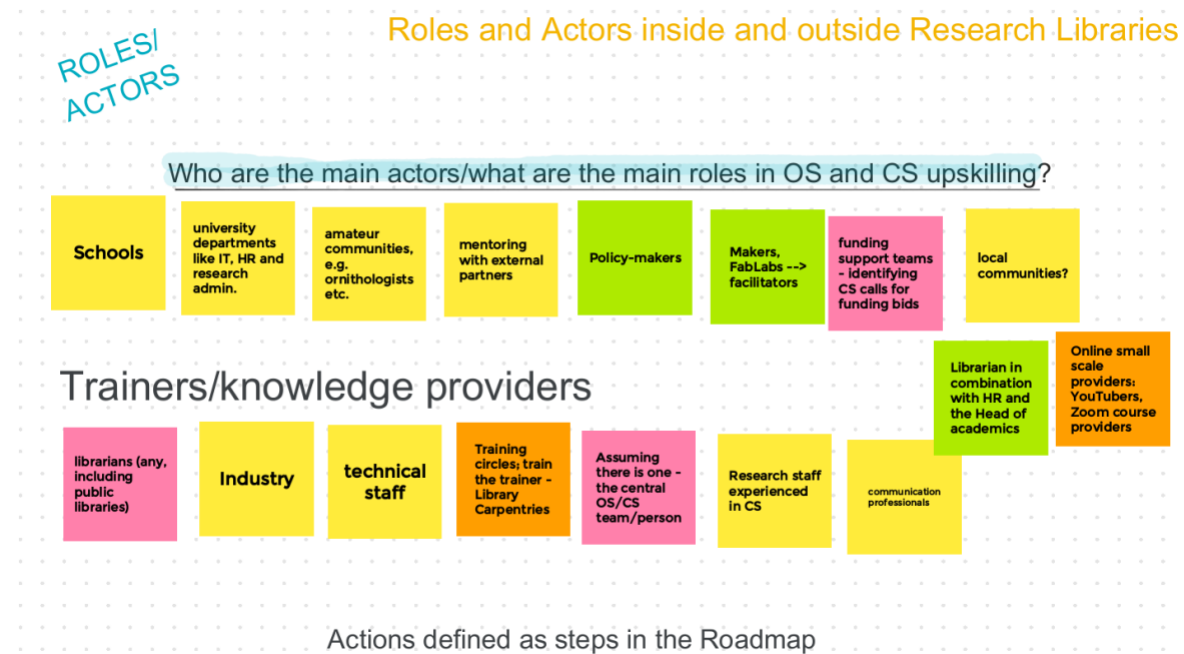 Roles and Actors inside and outside Research Libraries
ROLES/
ACTORS
Who are the main actors/what are the main roles in OS and CS upskilling?
Schools
university
departments
like IT, HR and
research
admin.
amateur
communities,
e.g.
ornithologists
etc.
mentoring
with external
partners
Policy-makers
Makers,
FabLabs -->
facilitators
funding
support teams
- identifying
CS calls for
funding bids
local
communities?
Librarian in
combination
with HR and
the Head of
academics
Online small
scale
providers:
YouTubers,
Zoom course
providers
Trainers/knowledge providers
librarians (any,
including
public
libraries)
Industry
technical
staff
Training
circles; train
the trainer -
Library
Carpentries
Assuming
there is one -
the central
OS/CS
team/person
Research staff
experienced
in CS
communication
professionals
Actions defined as steps in the Roadmap